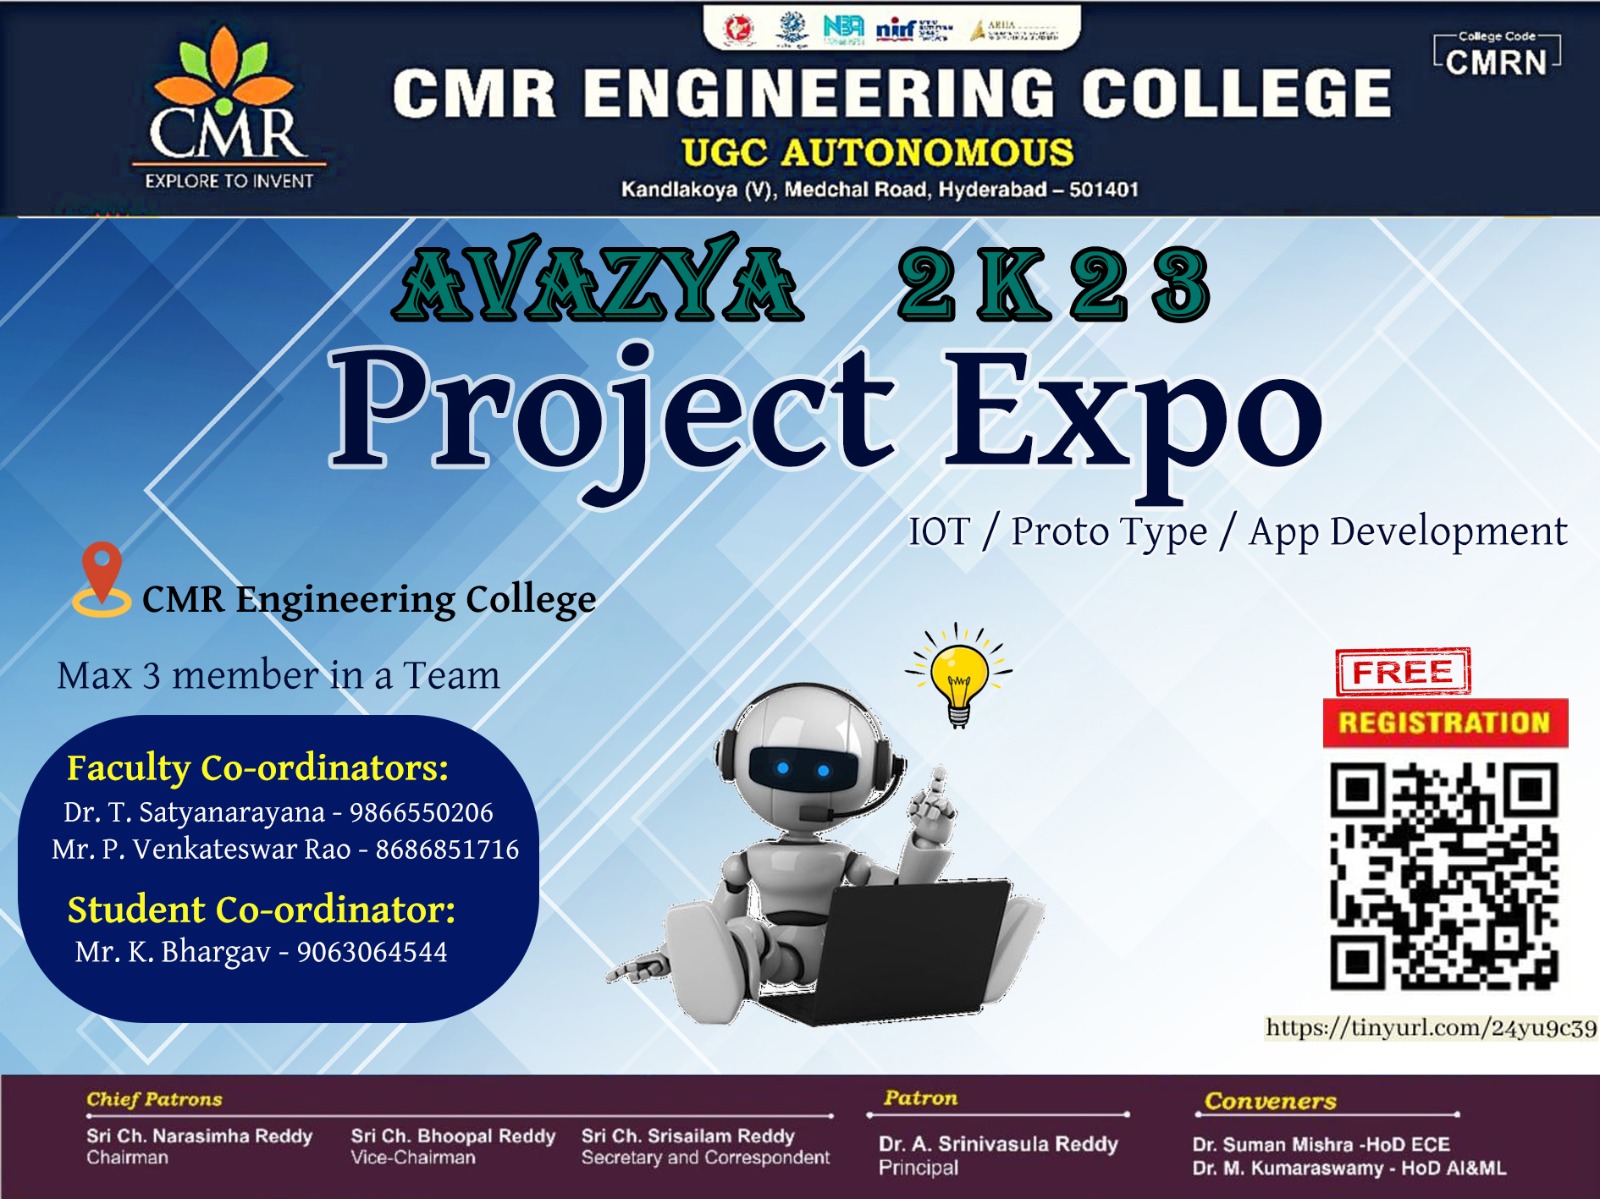 NBA
nirf
ARIIA
College Code
CMRN
CMR
EXPLORE TO INVENT
CMR ENGINEERING COLLEGE
UGC AUTONOMOUS
Kandlakoya (V), Medchal Road, Hyderabad – 501401
AVAZYA 2K23
Project Expo
IOT / Proto Type / App Development
CMR Engineering College
Max 3 member in a Team
Faculty Co-ordinators:
Dr. T. Satyanarayana - 9866550206
Mr. P. Venkateswar Rao - 8686851716
Student Co-ordinator:
Mr. K. Bhargav - 9063064544
FREE
REGISTRATION
https://tinyurl.com/24yu9c39
Chief Patrons
Sri Ch. Narasimha Reddy
Chairman
Sri Ch. Bhoopal Reddy
Vice-Chairman
Sri Ch. Srisailam Reddy
Secretary and Correspondent
Patron
Dr. A. Srinivasula Reddy
Principal
Conveners
Dr. Suman Mishra -HoD ECE
Dr. M. Kumaraswamy - HoD AI&ML